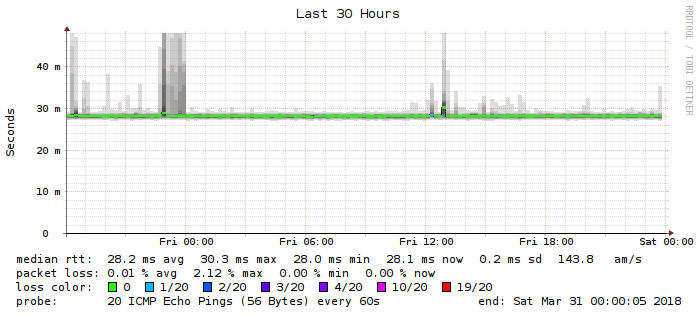 Last 30 Hours
RRDTOOL / TOBI OETIKER
Seconds
40 m
30 m
20 m
10 m
0
Fri 00:00 Fri 06:00 Fri 12:00 Fri 18:00 Sat 00:00
median rtt: 28.2 ms avg 30.3 ms max 28.0 ms min 28.1 ms now 0.2 ms sd 143.8 am/s
packet loss: 0.01 % avg 2.12 % max 0.00 % min 0.00 % now
loss color: 0 1/20 2/20 3/20 4/20 10/20 19/20
probe: 20 ICMP Echo Pings (56 Bytes) every 60s end: Sat Mar 31 00:00:05 2018